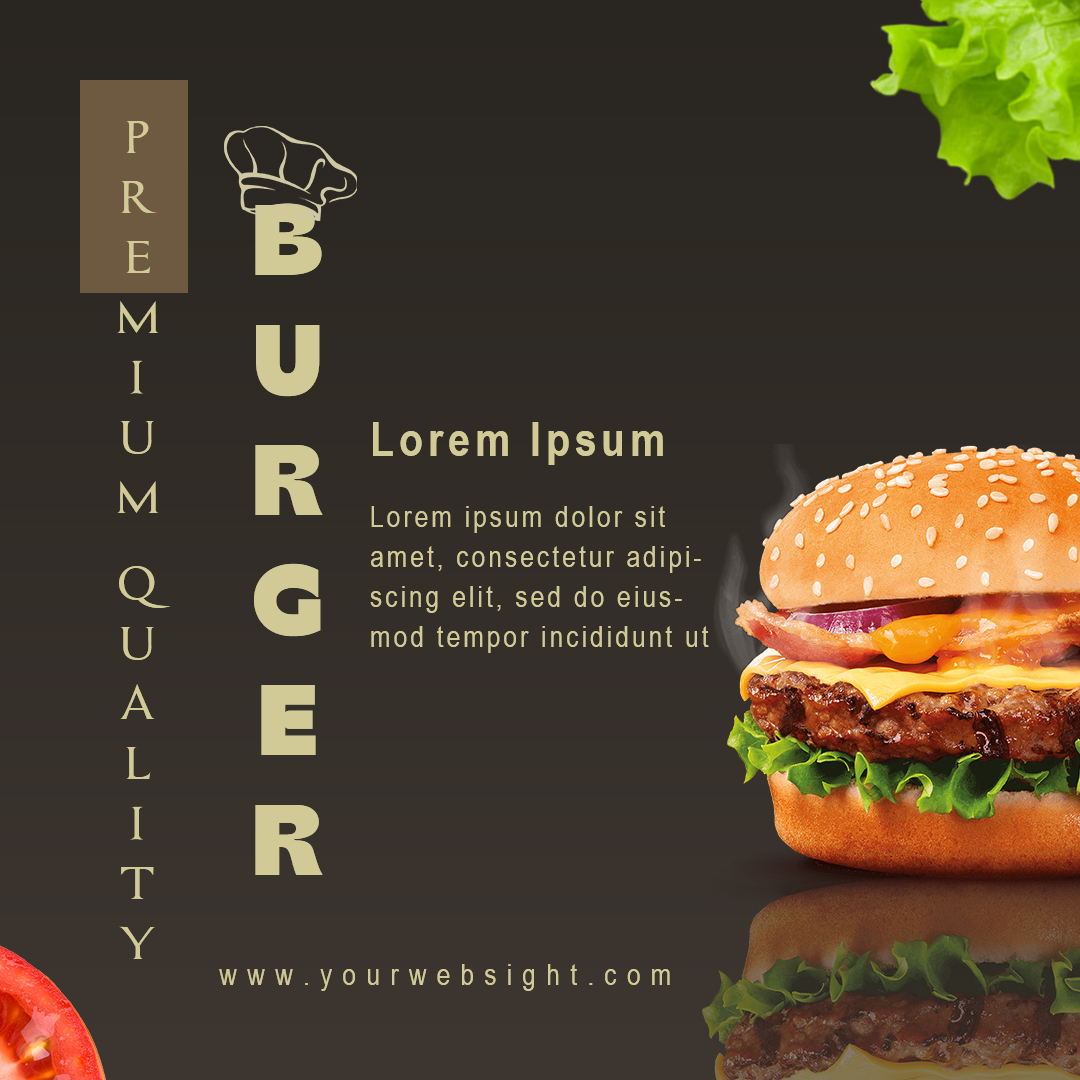 PREMIUM QUALITY
BURGER
Lorem Ipsum
Lorem ipsum dolor sit
amet, consectetur adipi-
scing elit, sed do eius-
mod tempor incididunt ut
www.yourwebsight.com